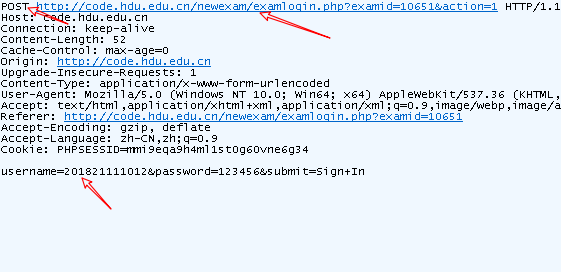 POST http://code.hdu.edu.cn/newexam/examlogin.php?examid=10651&action=1 HTTP/1.1
Host: code.hdu.edu.cn
Connection: keep-alive
Content-Length: 52
Cache-Control: max-age=0
Origin: http://code.hdu.edu.cn
Upgrade-Insecure-Requests: 1
Content-Type: application/x-www-form-urlencoded
User-Agent: Mozilla/5.0 (Windows NT 10.0; Win64; x64) AppleWebKit/537.36 (KHTML,
Accept: text/html,application/xhtml+xml,application/xml;q=0.9,image/webp,image/a
Referer: http://code.hdu.edu.cn/newexam/examlogin.php?examid=10651
Accept-Encoding: gzip, deflate
Accept-Language: zh-CN,zh;q=0.9
Cookie: PHPSESSID=mmi9eqa9h4ml1st0g60vne6g34
username=201821111012&password=123456&submit=Sign+In